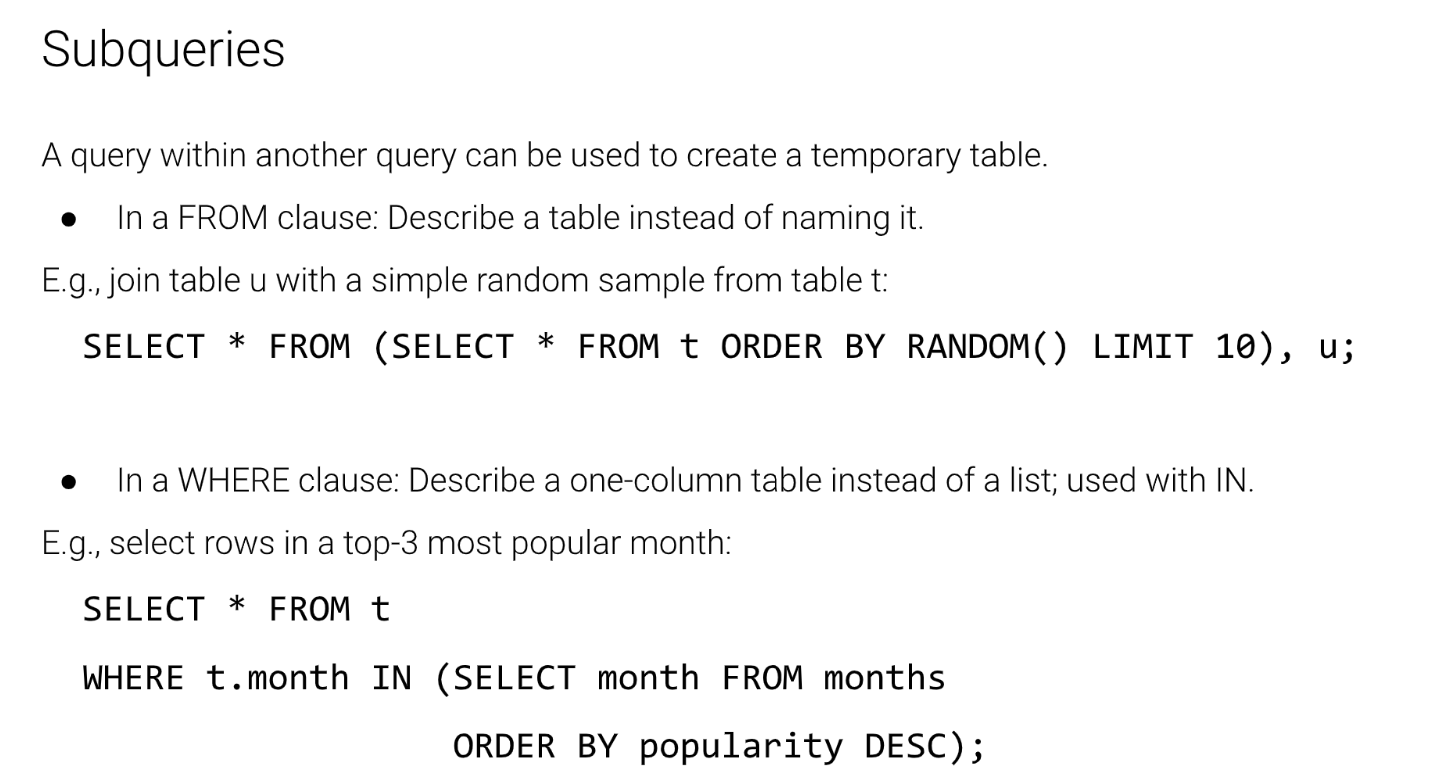 Subqueries
A query within another query can be used to create a temporary table.
● In a FROM clause: Describe a table instead of naming it.
E.g., join table u with a simple random sample from table t:
SELECT * FROM (SELECT * FROM t ORDER BY RANDOM() LIMIT 10), u;
● In a WHERE clause: Describe a one-column table instead of a list; used with IN.
E.g., select rows in a top-3 most popular month:
SELECT * FROM t
WHERE t.month IN (SELECT month FROM months
ORDER BY popularity DESC);